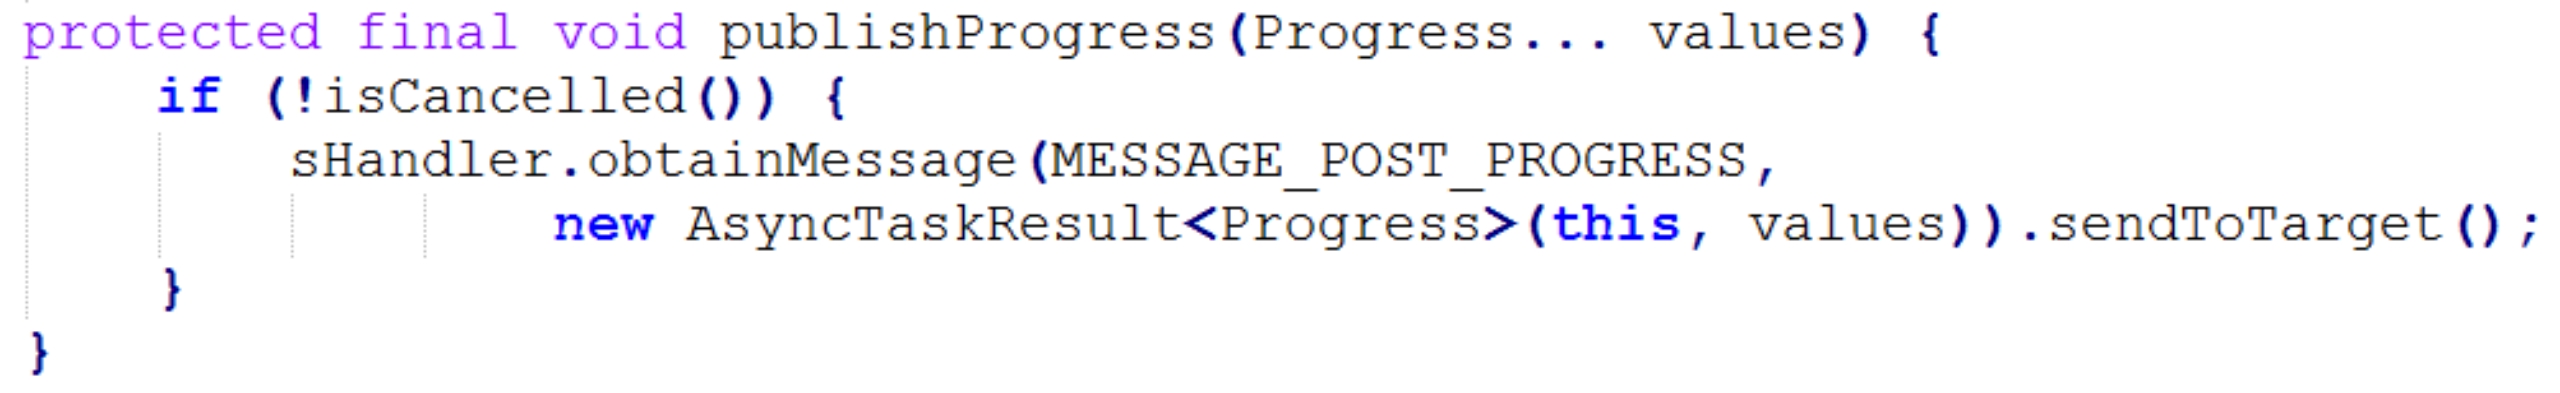 protected final void publishProgress(Progress... values) {
    if (!isCancelled()) {
        sHandler.obtainMessage(MESSAGE_POST_PROGRESS,
                new AsyncTaskResult<Progress>(this, values)).sendToTarget();
    }
}